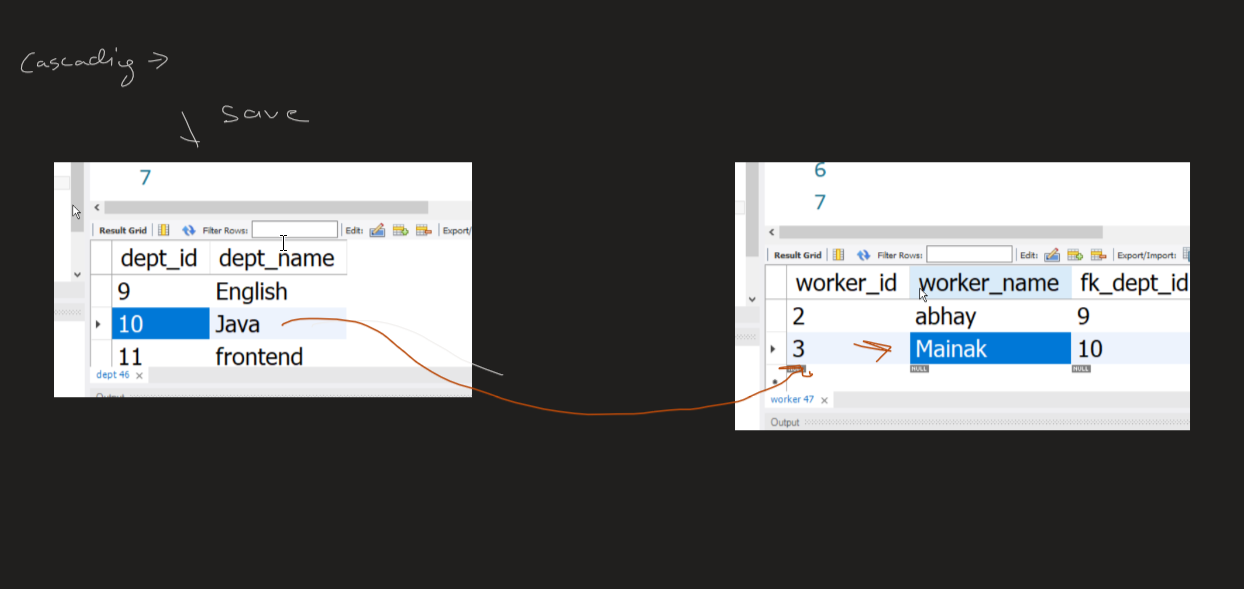 Cascading →
↓ save
7
Result Grid Filter Rows: Edit: Export/
dept_id dept_name
9 English
10 Java
11 frontend
dept 46 ×
Output
6
7
Result Grid Filter Rows: Edit: Export/Import:
worker_id worker_name fk_dept_id
2 abhay 9
3 → Mainak 10
NULL NULL
worker 47 ×
Output